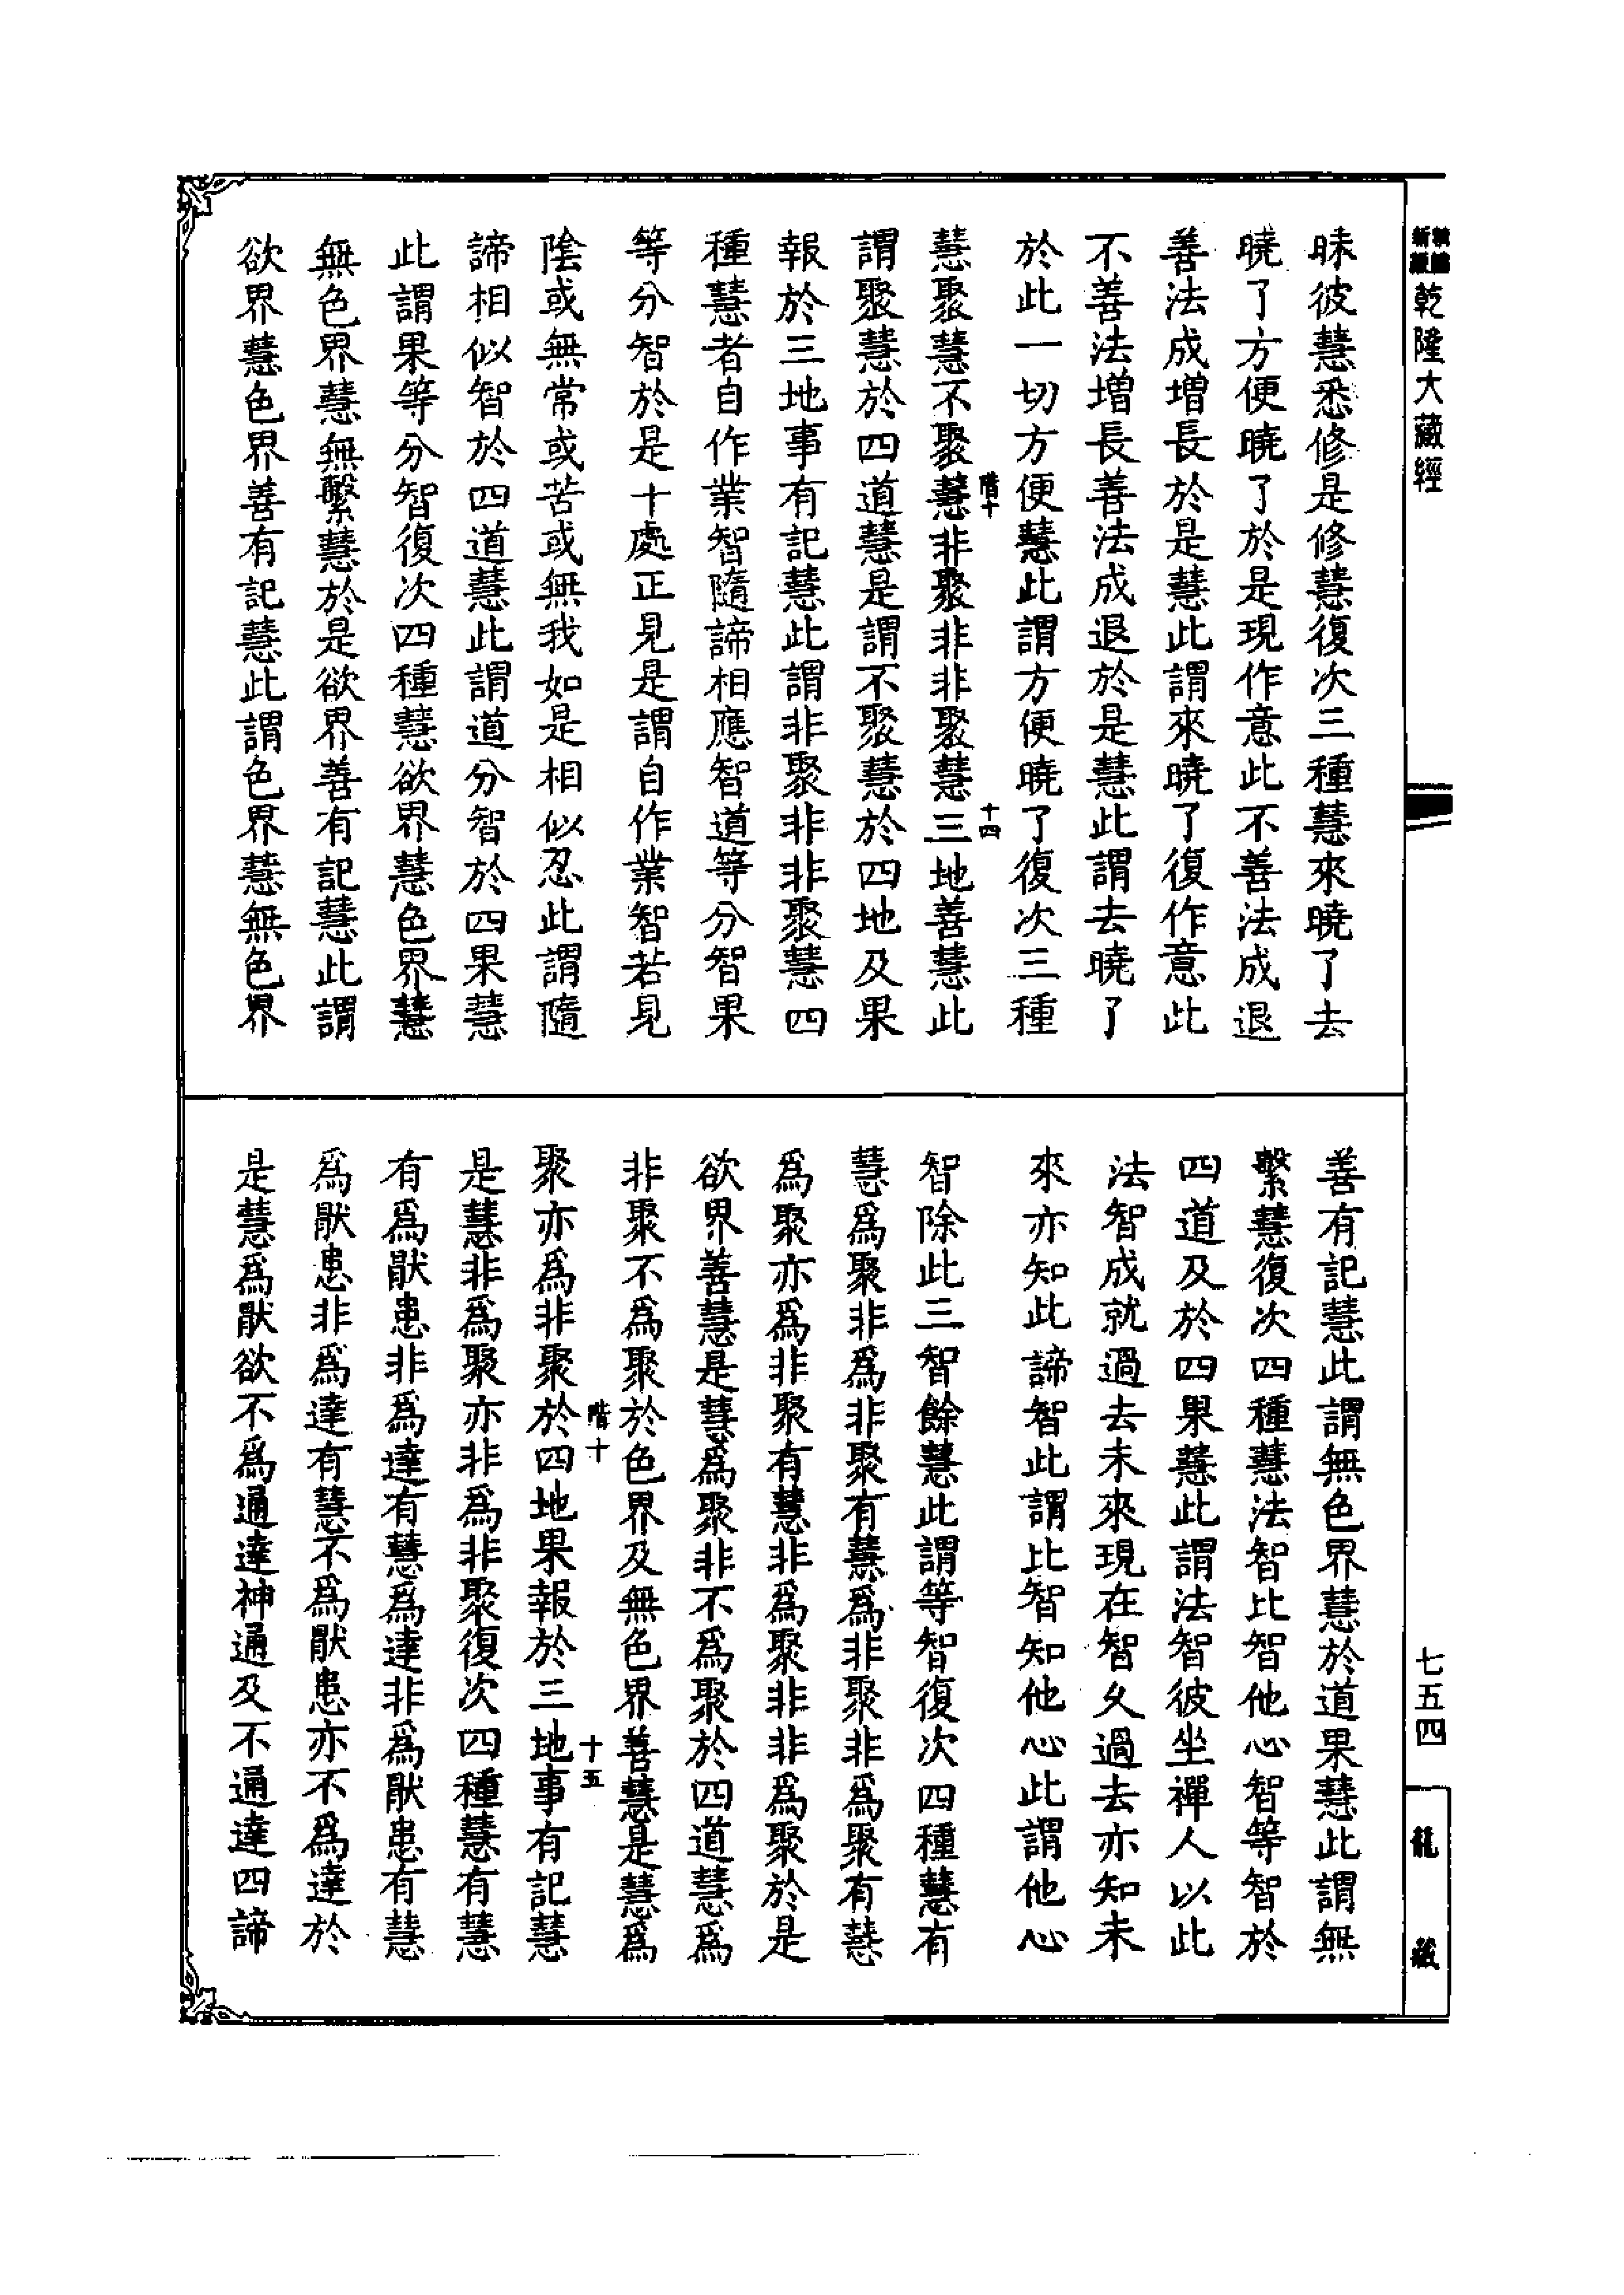 乾隆大藏經
昧彼慧悉修是修慧復次三種慧來曉了去
曉了方便曉了於是現作意此不善法成退
善法成增長於是慧此謂來曉了復作意此
不善法增長善法成退於是慧此謂去曉了
於此一切方便慧此謂方便曉了復次三種
階十
十四
慧聚慧不聚慧非聚非非聚慧三地善慧此
謂聚慧於四道慧是謂不聚慧於四地及果
報於三地事有記慧此謂非聚非非聚慧四
種慧者自作業智隨諦相應智道等分智果
等分智於是十處正見是謂自作業智若見
陰或無常或苦或無我如是相似忍此謂隨
諦相似智於四道慧此謂道分智於四果慧
此謂果等分智復次四種慧欲界慧色界慧
無色界慧無繫慧於是欲界善有記慧此謂
欲界慧色界善有記慧此謂色界慧無色界
善有記慧此謂無色界慧於道果慧此謂無
繫慧復次四種慧法智比智他心智等智於
四道及於四果慧此謂法智彼坐禪人以此
法智成就過去未來現在智久過去亦知未
來亦知此諦智此謂比智知他心此謂他心
智除此三智餘慧此謂等智復次四種慧有
慧為聚非為非聚有慧為非聚非為聚有慧
為聚亦為非聚有慧非為聚非非為聚於是
欲界善慧是慧為聚非不為聚於四道慧為
非聚不為聚於色界及無色界善慧是慧為
階十
十五
聚亦為非聚於四地果報於三地事有記慧
是慧非為聚亦非為非聚復次四種慧有慧
有為猒患非為達有慧為達非為猒患有慧
為猒患非為達有慧不為猒患亦不為達於
是慧為猒欲不為通達神通及不通達四諦
七五四
龍藏